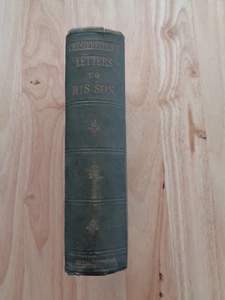 CHESTERFIELD'S
LETTERS
TO
HIS SON.